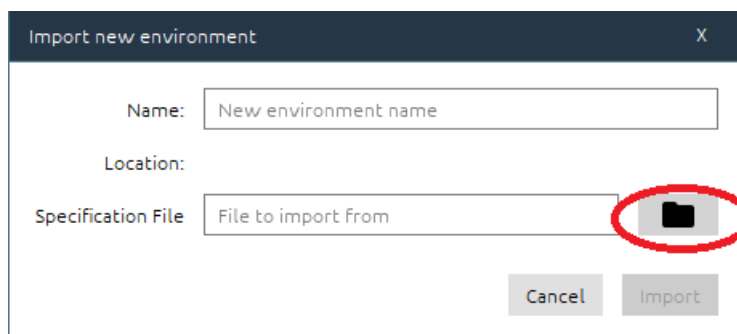 Import new environment X
Name: New environment name
Location:
Specification File File to import from
Cancel Import